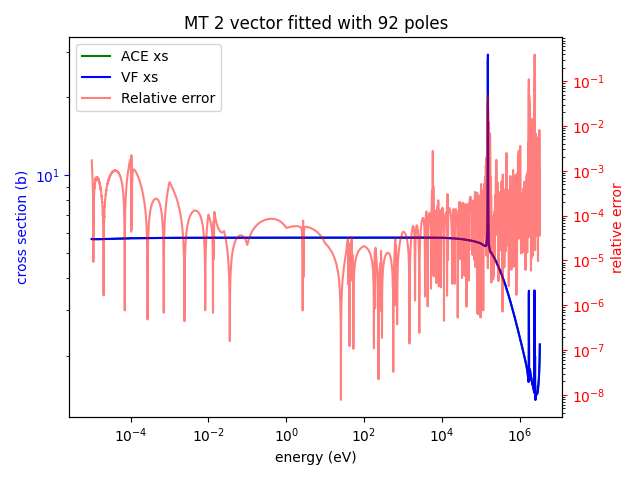 MT 2 vector fitted with 92 poles
ACE xs
VF xs
Relative error
cross section (b)
10^1
10^-1
10^-2
10^-3
10^-4
10^-5
10^-6
10^-7
10^-8
relative error
10^-4
10^-2
10^0
10^2
10^4
10^6
energy (eV)